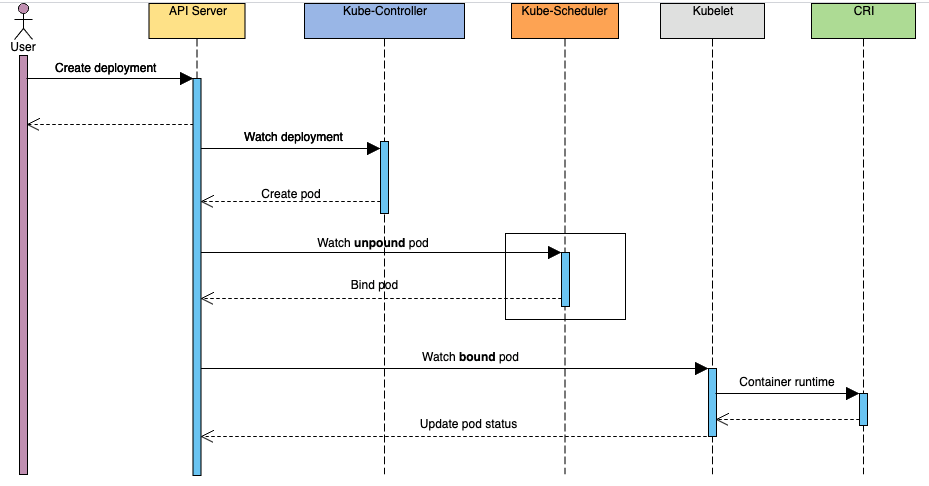 API Server
Kube-Controller
Kube-Scheduler
Kubelet
CRI
User
Create deployment
Watch deployment
Create pod
Watch unpound pod
Bind pod
Watch bound pod
Container runtime
Update pod status